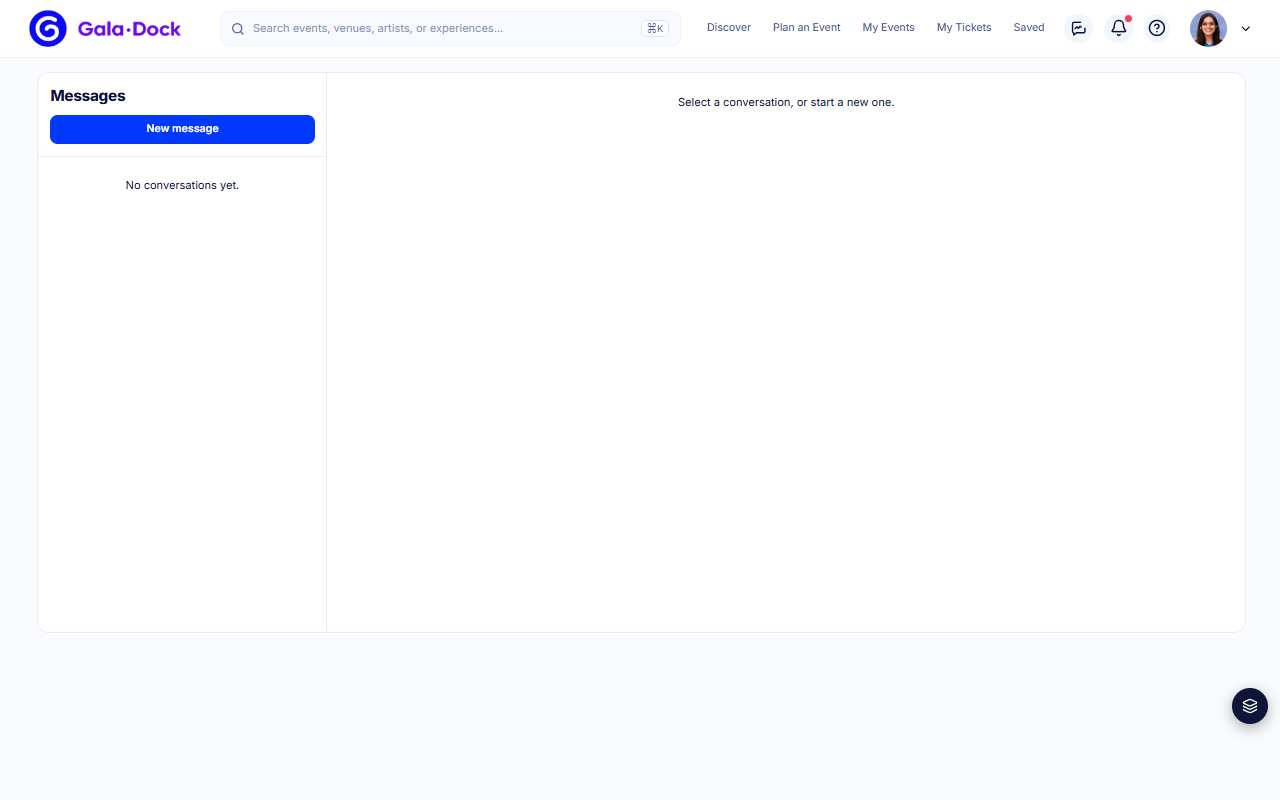 Gala·Dock
Search events, venues, artists, or experiences...
⌘K
Discover
Plan an Event
My Events
My Tickets
Saved
Messages
New message
No conversations yet.
Select a conversation, or start a new one.